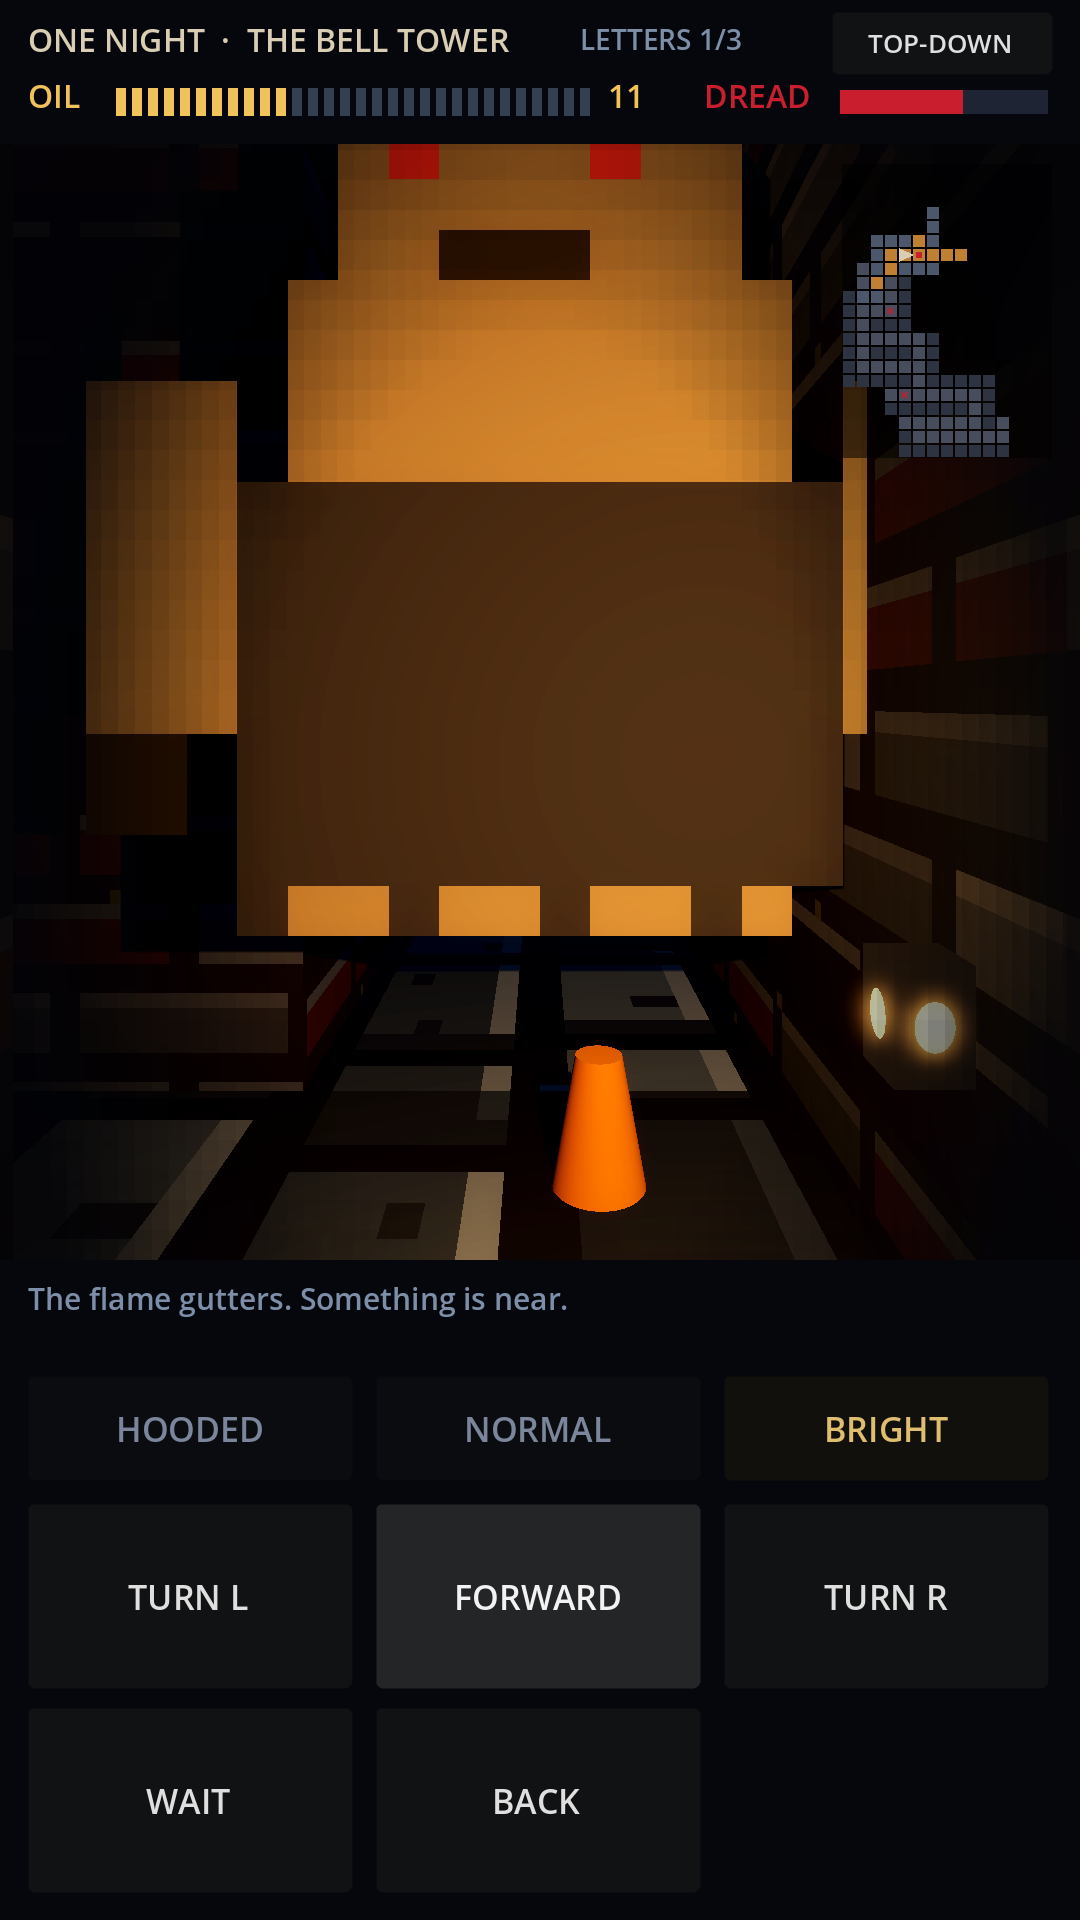 ONE NIGHT · THE BELL TOWER
LETTERS 1/3
TOP-DOWN
OIL
11
DREAD
The flame gutters. Something is near.
HOODED
NORMAL
BRIGHT
TURN L
FORWARD
TURN R
WAIT
BACK